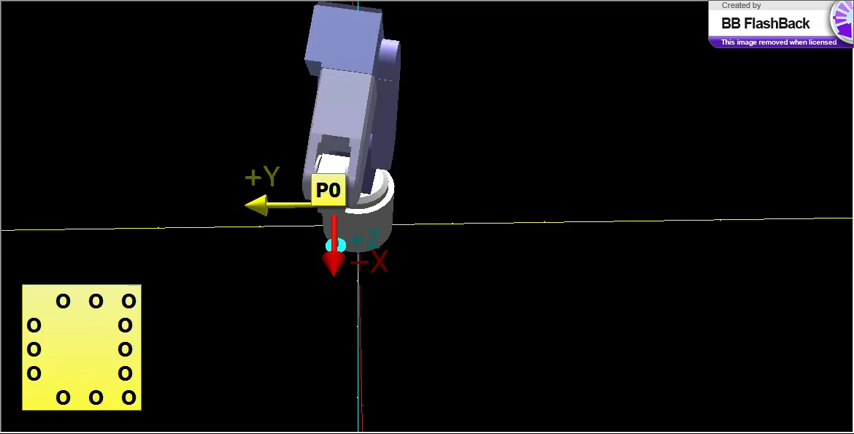 Created by
BB FlashBack
This image removed when licensed
+Y
P0
+Z
−X
o o o
o o
o o
o o
o o o